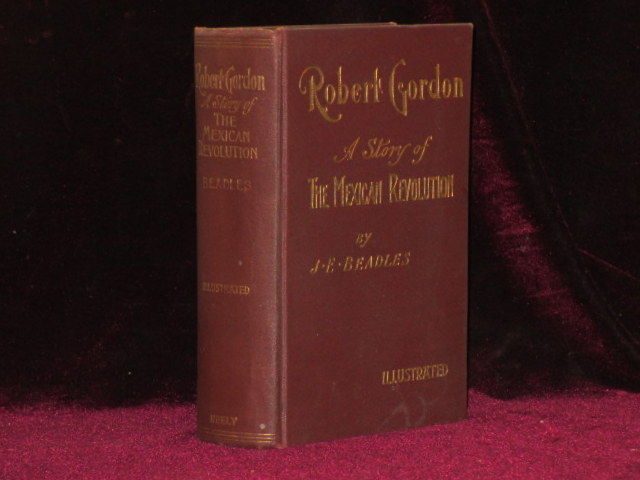 Robert Gordon
A Story of
THE
MEXICAN
REVOLUTION
BEADLES
ILLUSTRATED
NEELY
Robert Gordon
A Story of
THE MEXICAN REVOLUTION
BY
J·E·BEADLES
ILLUSTRATED